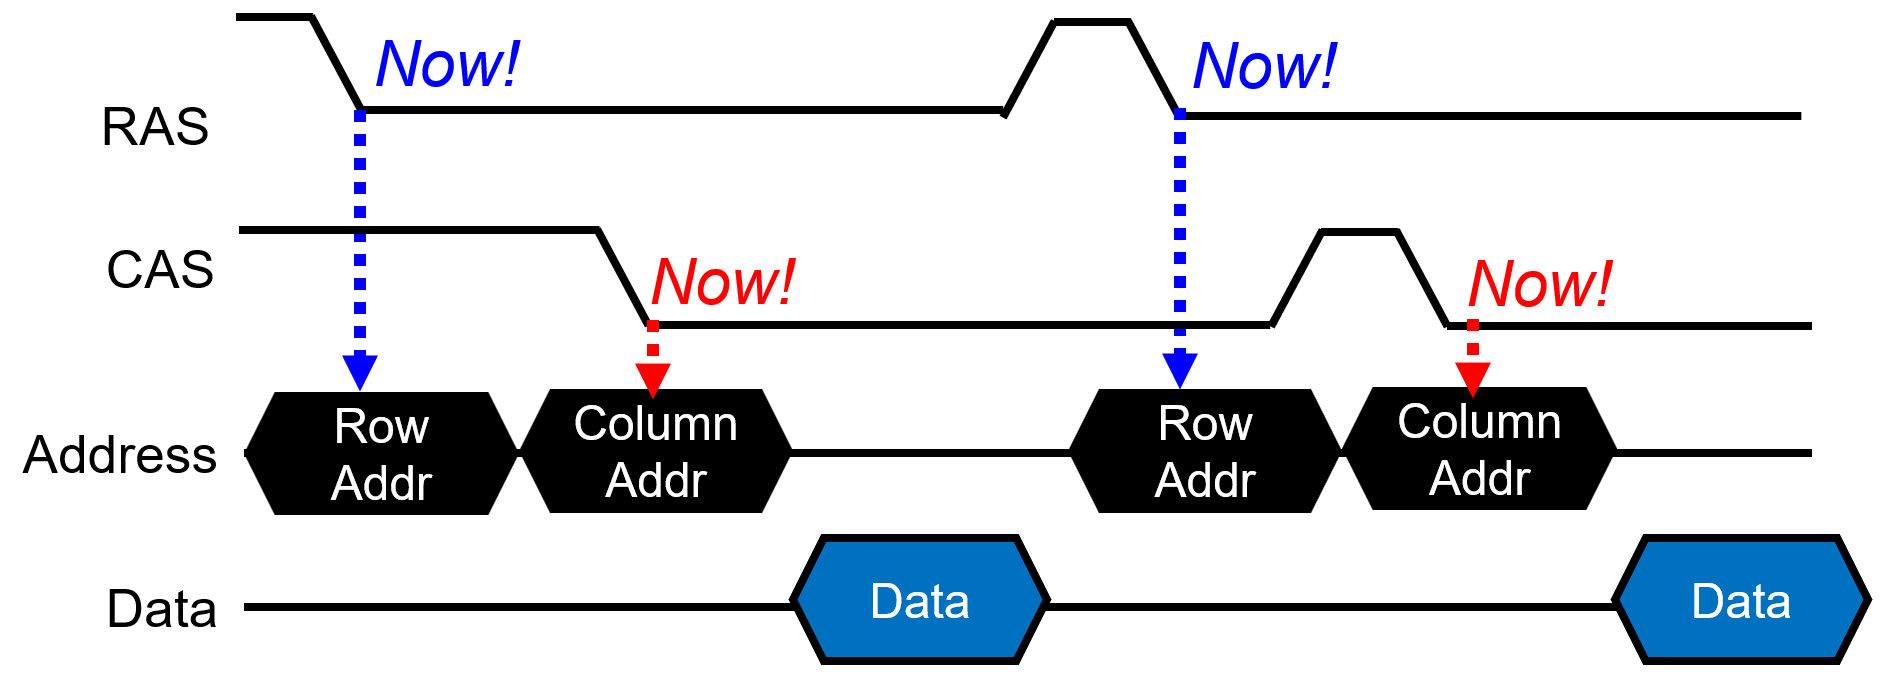 Now!
Now!
RAS
CAS
Now!
Now!
Address
Row
Addr
Column
Addr
Row
Addr
Column
Addr
Data
Data
Data